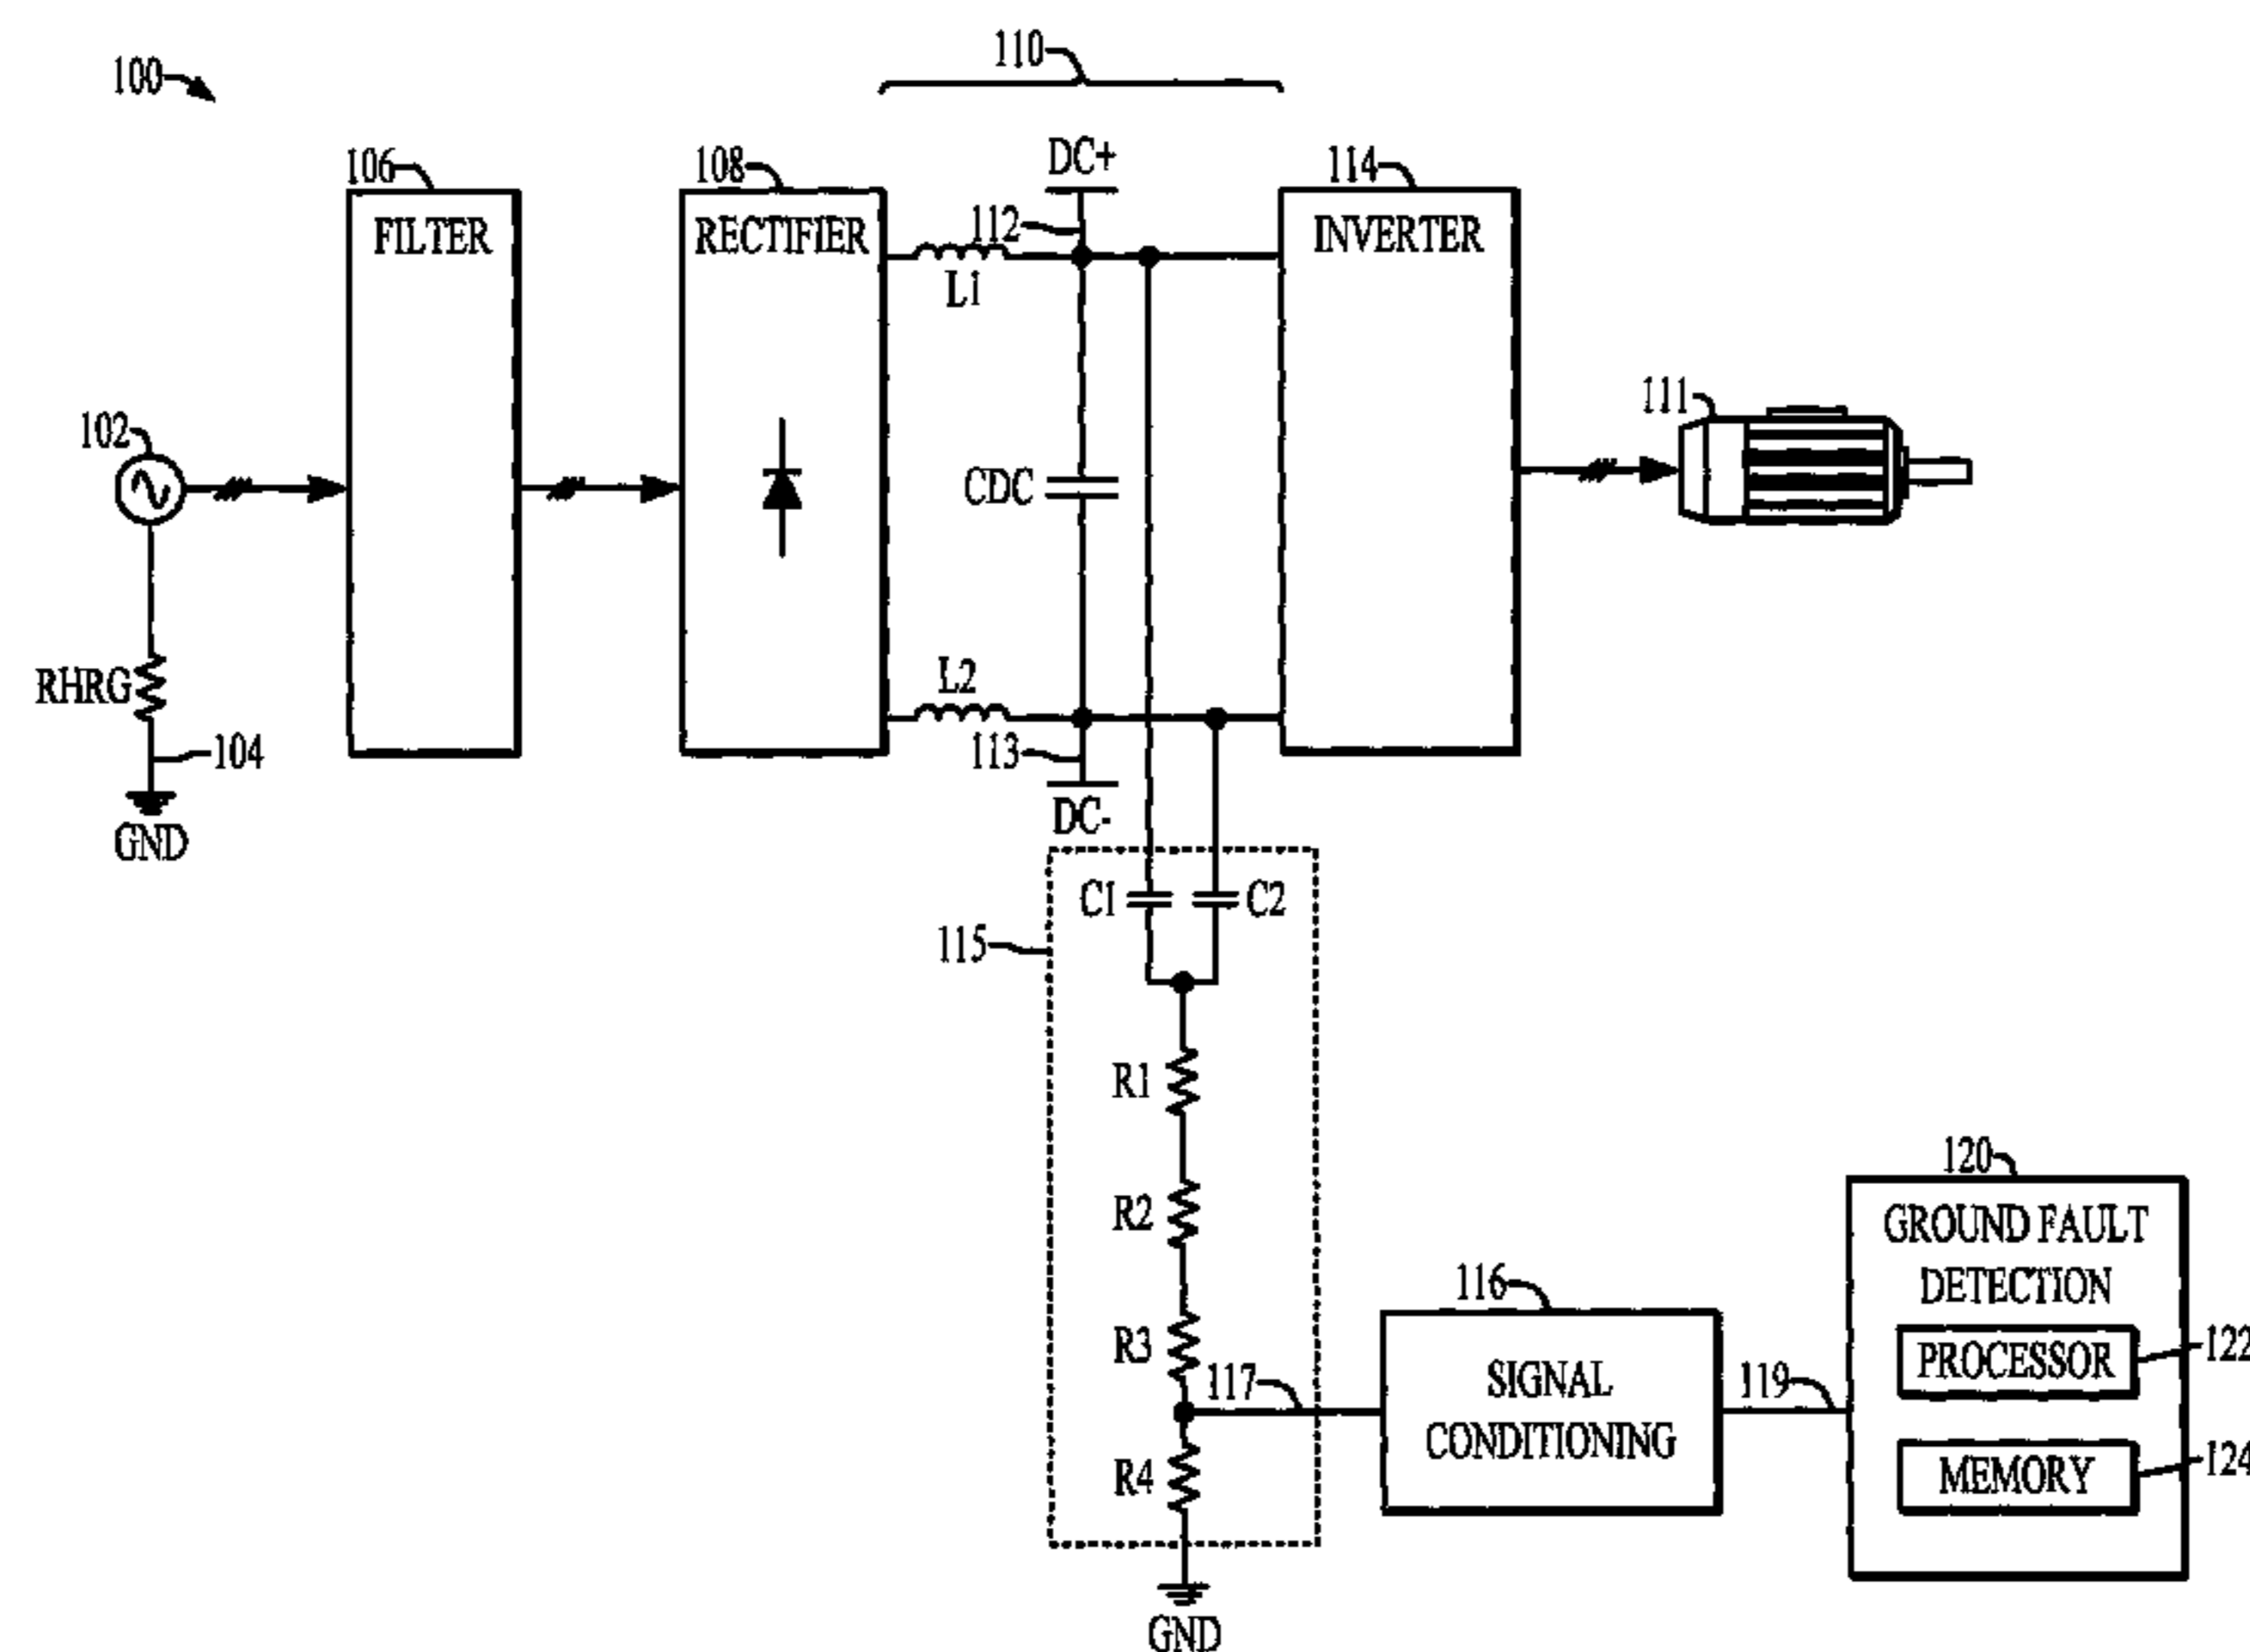 110
100
DC+
106
108
114
112
FILTER
RECTIFIER
INVERTER
L1
111
102
CDC
RHRG
L2
104
113
DC-
GND
C1
C2
115
R1
120
R2
GROUND FAULT
DETECTION
116
R3
117
SIGNAL
CONDITIONING
119
PROCESSOR
122
R4
MEMORY
124
GND